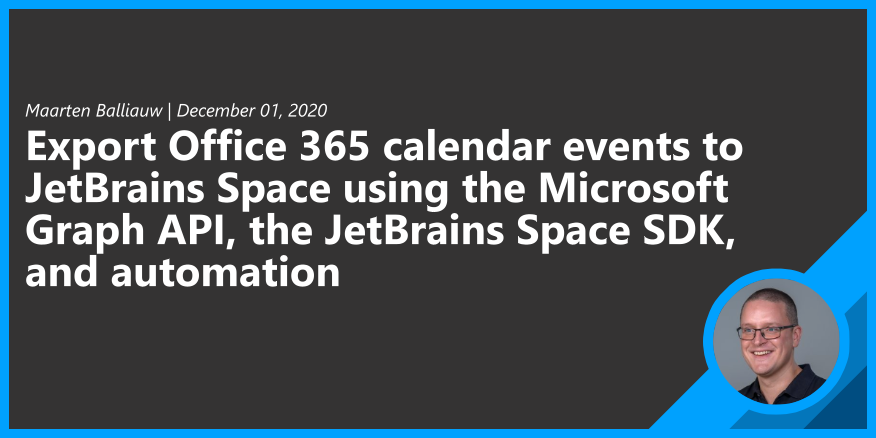 Maarten Balliauw | December 01, 2020
Export Office 365 calendar events to
JetBrains Space using the Microsoft
Graph API, the JetBrains Space SDK,
and automation